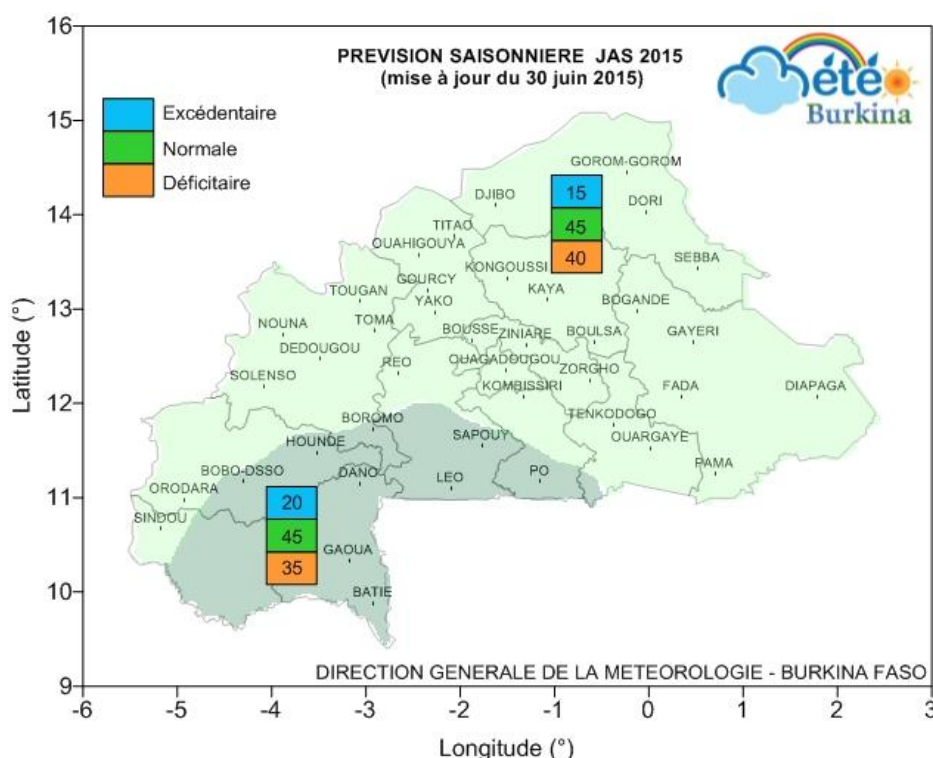 PREVISION SAISONNIERE JAS 2015
(mise à jour du 30 juin 2015)
été
Burkina
Excédentaire
Normale
Déficitaire
16
15
14
13
12
11
10
9
Latitude (°)
GOROM-GOROM
DJIBO
15
DORI
TITAO
45
OUAHIGOUYA
40
SEBBA
KONGOUSSI
GOURCY
KAYA
TOUGAN
YAKO
BOGANDE
NOUNA
TOMA
BOUSSE
ZINIARE
BOULSA
GAYERI
DEDOUGOU
REO
OUAGADOUGOU
ZORGHO
SOLENSO
KOMBISSIRI
FADA
DIAPAGA
BOROMO
TENKODOGO
HOUNDE
SAPOUY
OUARGAYE
BOBO-DSSO
DANO
LEO
PO
PAMA
ORODARA
SINDOU
20
45
35
GAOUA
BATIE
DIRECTION GENERALE DE LA METEOROLOGIE - BURKINA FASO
-6 -5 -4 -3 -2 -1 0 1 2 3
Longitude (°)